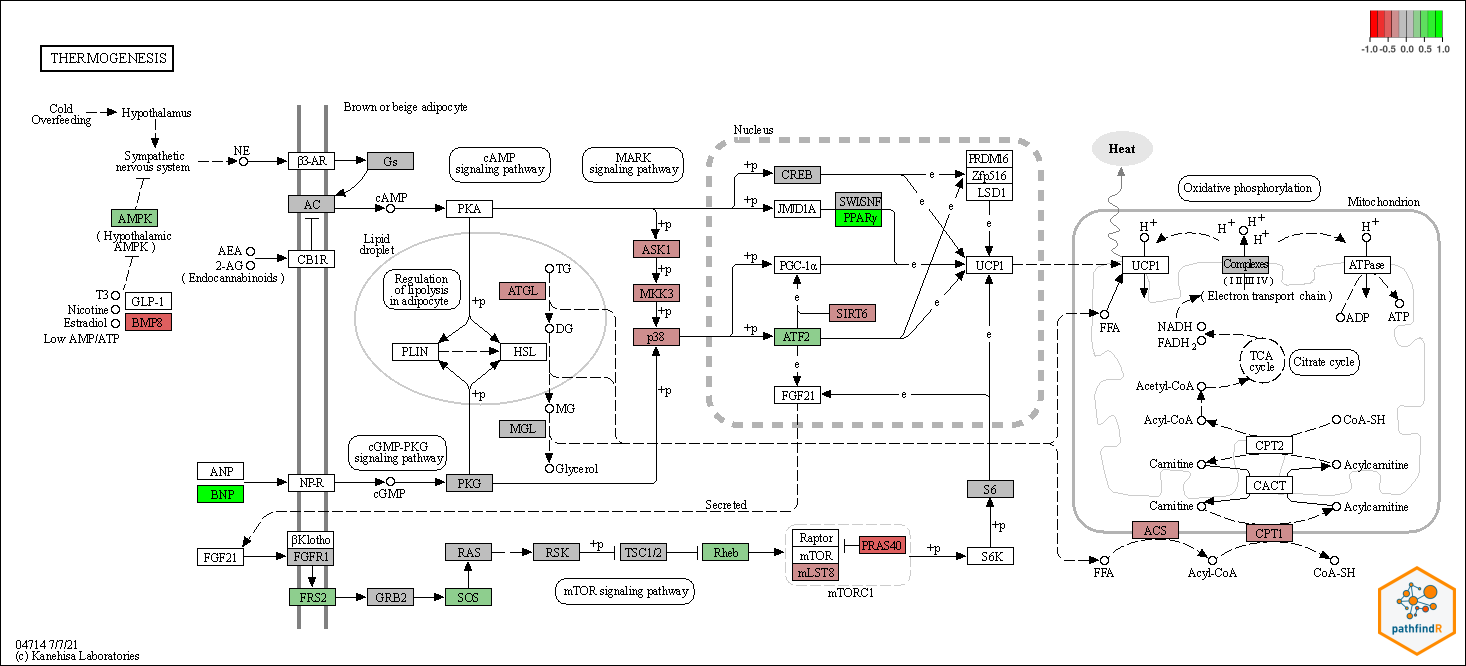 -1.0 -0.5 0.0 0.5 1.0
THERMOGENESIS
Brown or beige adipocyte
Cold
Overfeeding
Hypothalamus
Sympathetic
nervous system
NE
β3-AR
Gs
AC
cAMP
PKA
cAMP
signaling pathway
MARK
signaling pathway
AMPK
( Hypothalamic
AMPK )
AEA
2-AG
( Endocannabinoids )
CB1R
T3
GLP-1
Nicotine
Estradiol
BMP8
Low AMP/ATP
Lipid
droplet
Regulation
of lipolysis
in adipocyte
TG
ATGL
DG
PLIN
HSL
MG
MGL
Glycerol
+p
+p
+p
ASK1
+p
MKK3
+p
p38
+p
Nucleus
+p
CREB
+p
JMJD1A
SWISNF
PPARγ
+p
PGC-1α
e
SIRT6
+p
ATF2
e
FGF21
e
e
e
e
e
PRDM16
Zfp516
LSD1
e
UCP1
e
e
Heat
Oxidative phosphorylation
Mitochondrion
H+
UCP1
H+
H+
H+
Complexes
( I II III IV )
( Electron transport chain )
H+
ATPase
ADP
ATP
FFA
NADH
FADH2
TCA
cycle
Citrate cycle
Acetyl-CoA
Acyl-CoA
CoA-SH
CPT2
Carnitine
Acylcarnitine
CACT
Carnitine
Acylcarnitine
ACS
CPT1
FFA
Acyl-CoA
CoA-SH
ANP
BNP
NP-R
cGMP
cGMP-PKG
signaling pathway
PKG
Secreted
FGF21
βKlotho
FGFR1
FRS2
GRB2
SOS
RAS
RSK
+p
TSC1/2
Rheb
mTOR signaling pathway
Raptor
mTOR
mLST8
PRAS40
mTORC1
+p
S6K
+p
S6
04714 7/7/21
(c) Kanehisa Laboratories
pathfindR